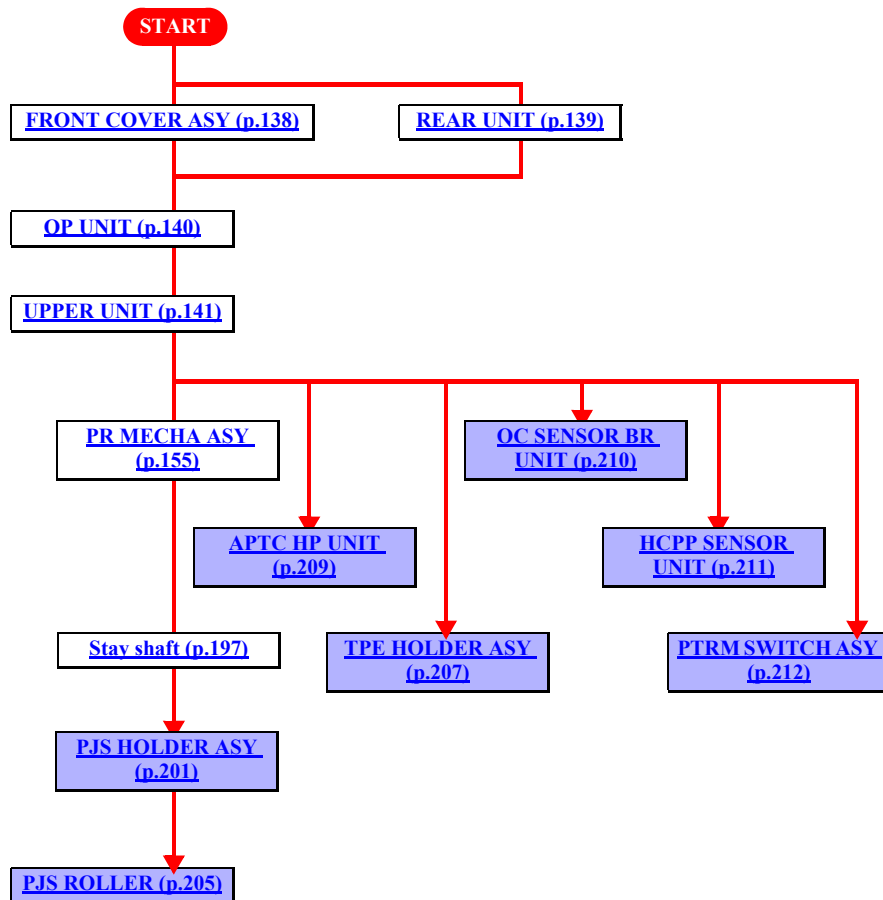 START
FRONT COVER ASY (p.138)
REAR UNIT (p.139)
OP UNIT (p.140)
UPPER UNIT (p.141)
PR MECHA ASY
(p.155)
OC SENSOR BR
UNIT (p.210)
APTC HP UNIT
(p.209)
HCPP SENSOR
UNIT (p.211)
Stay shaft (p.197)
TPE HOLDER ASY
(p.207)
PTRM SWITCH ASY
(p.212)
PJS HOLDER ASY
(p.201)
PJS ROLLER (p.205)